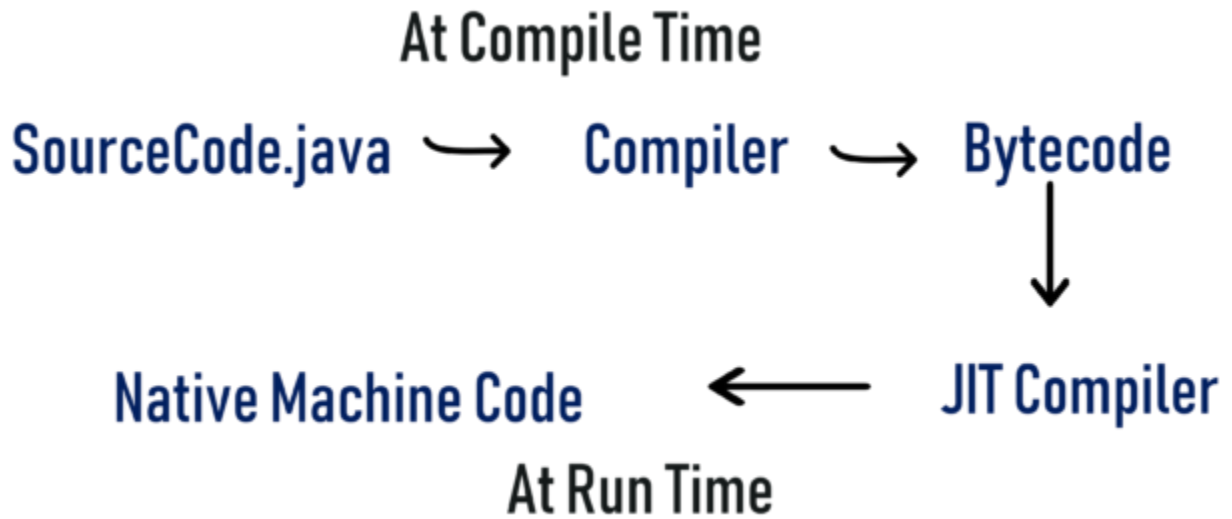 At Compile Time
SourceCode.java Compiler Bytecode
Native Machine Code JIT Compiler
At Run Time